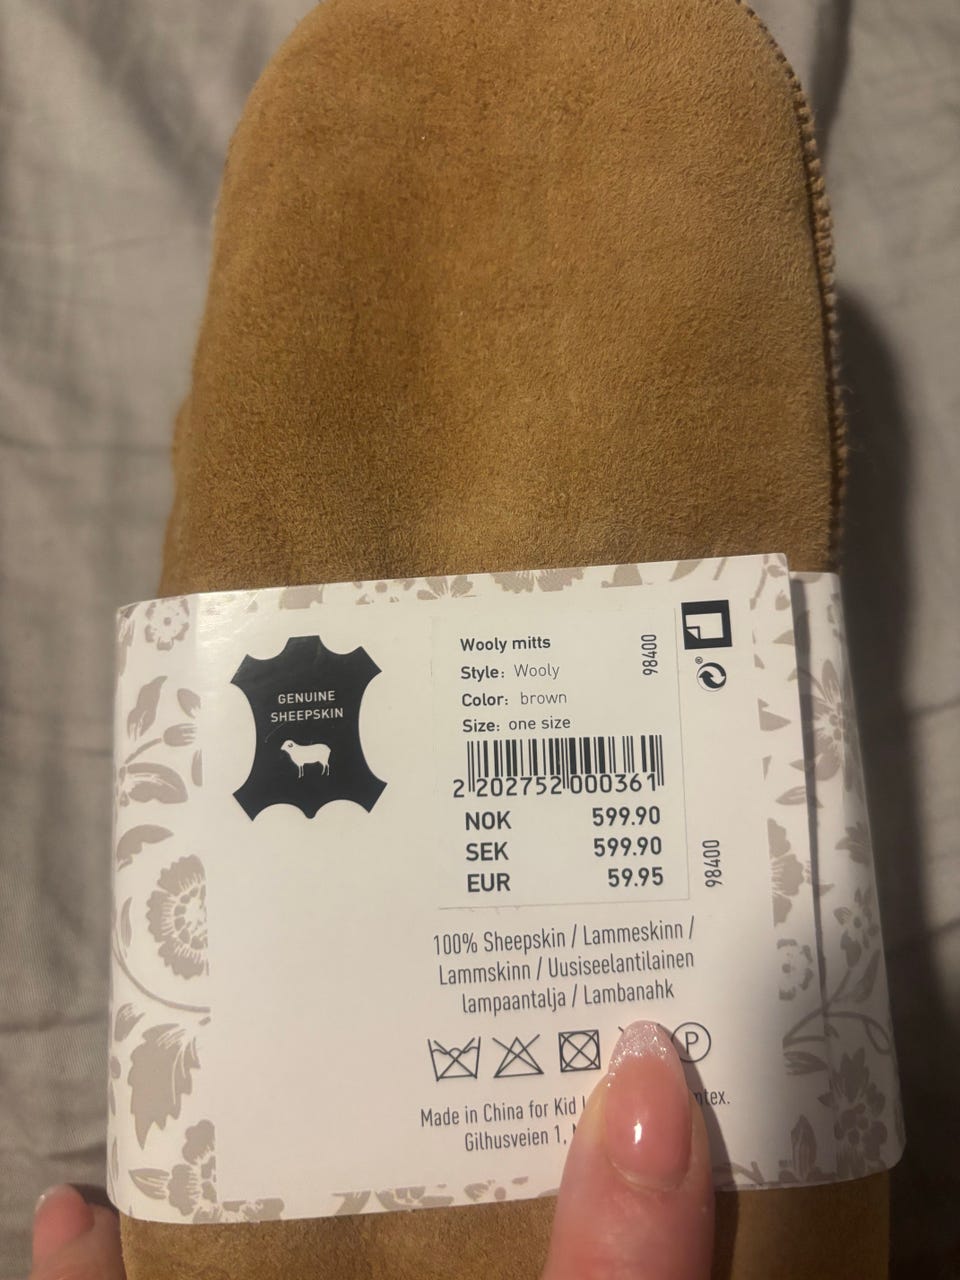 GENUINE
SHEEPSKIN
Wooly mitts
Style: Wooly
Color: brown
Size: one size
98400
2 202752 000361
NOK 599.90
SEK 599.90
EUR 59.95
98400
100% Sheepskin / Lammeskinn /
Lammskinn / Uusiseelantilainen
lampaantalja / Lambanahk
P
Made in China for Kid
Gilhusveien 1,